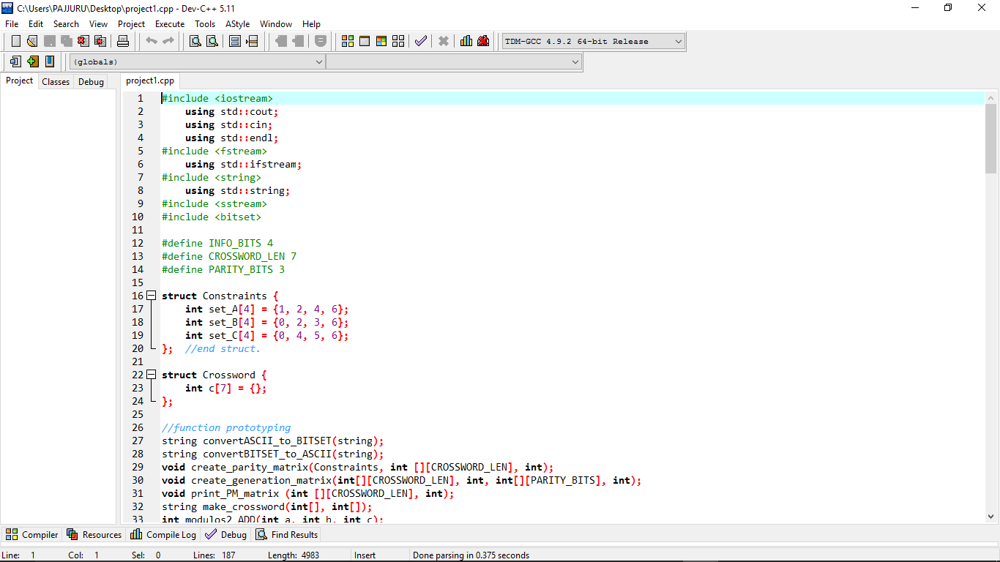 C:\Users\PAJJURU\Desktop\project1.cpp - Dev-C++ 5.11
File Edit Search View Project Execute Tools AStyle Window Help
TDM-GCC 4.9.2 64-bit Release
(globals)
Project Classes Debug
project1.cpp
1 #include <iostream>
2 using std::cout;
3 using std::cin;
4 using std::endl;
5 #include <fstream>
6 using std::ifstream;
7 #include <string>
8 using std::string;
9 #include <sstream>
10 #include <bitset>
11
12 #define INFO_BITS 4
13 #define CROSSWORD_LEN 7
14 #define PARITY_BITS 3
15
16 struct Constraints {
17 int set_A[4] = {1, 2, 4, 6};
18 int set_B[4] = {0, 2, 3, 6};
19 int set_C[4] = {0, 4, 5, 6};
20 }; //end struct.
21
22 struct Crossword {
23 int c[7] = {};
24 };
25
26 //function prototyping
27 string convertASCII_to_BITSET(string);
28 string convertBITSET_to_ASCII(string);
29 void create_parity_matrix(Constraints, int [][CROSSWORD_LEN], int);
30 void create_generation_matrix(int[][CROSSWORD_LEN], int, int[][PARITY_BITS], int);
31 void print_PM_matrix (int [][CROSSWORD_LEN], int);
32 string make_crossword(int[], int[]);
33 int modulos2_ADD(int a, int b, int c);
Compiler Resources Compile Log Debug Find Results
Line: 1 Col: 1 Sel: 0 Lines: 187 Length: 4983 Insert Done parsing in 0.375 seconds